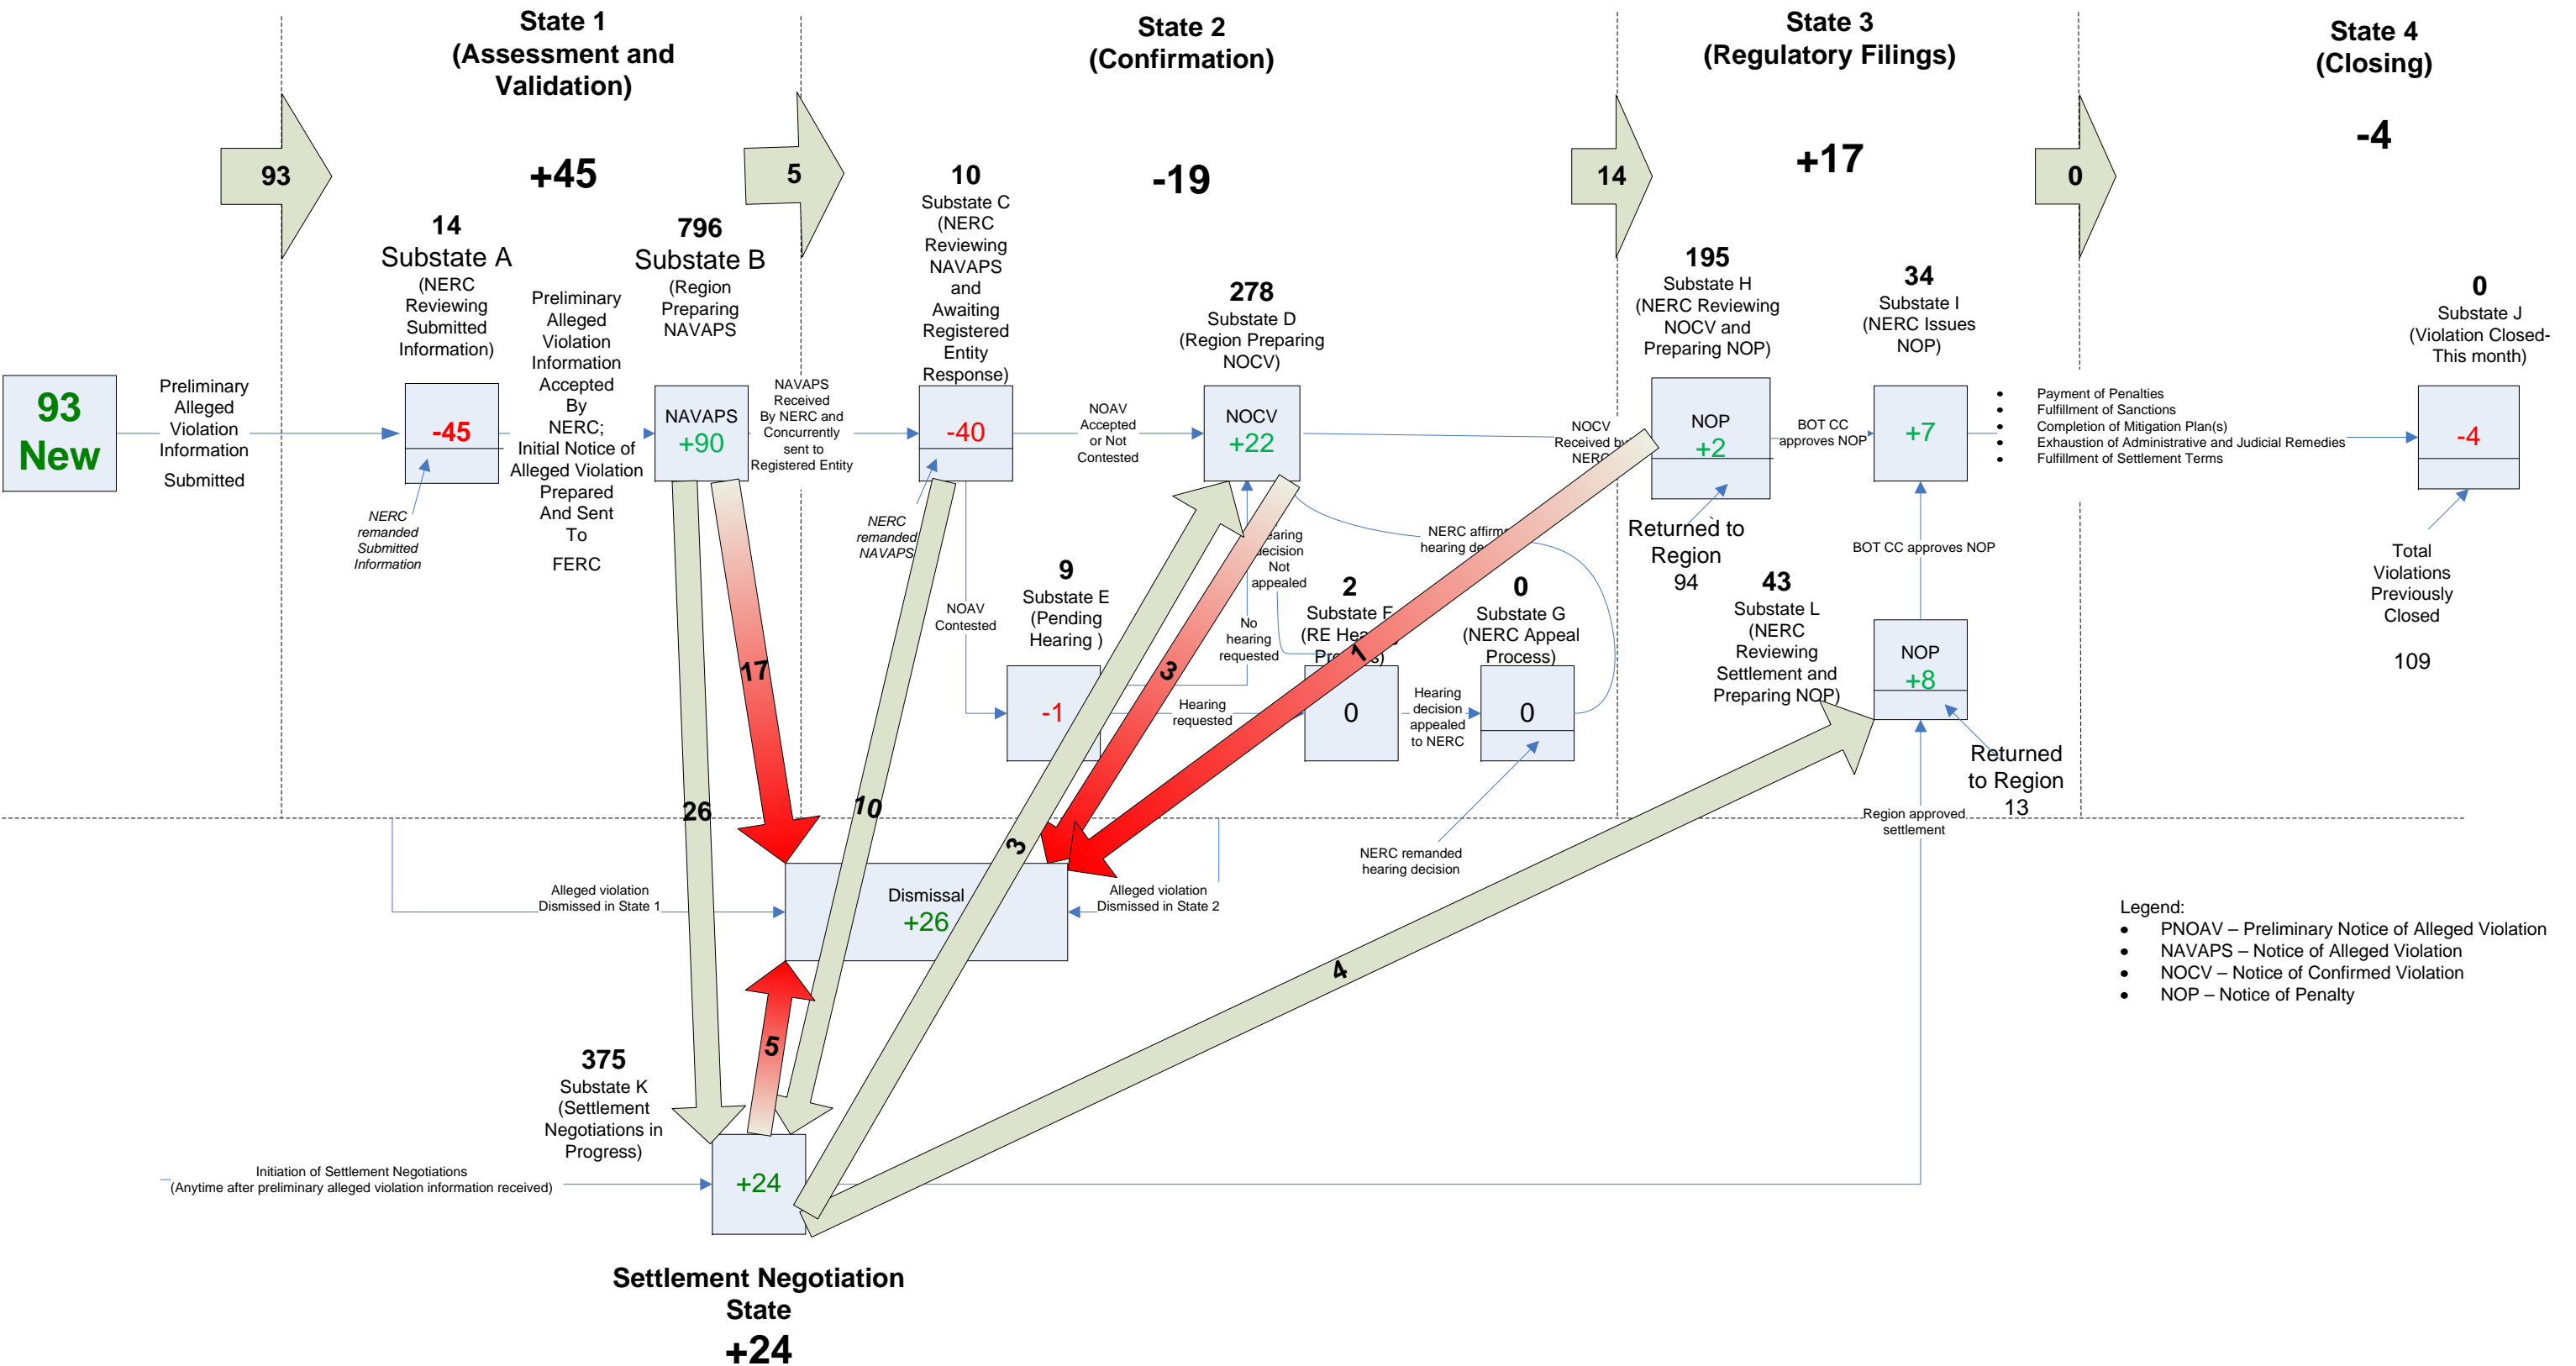 State 1
(Assessment and
Validation)
State 2
(Confirmation)
State 3
(Regulatory Filings)
State 4
(Closing)
93
+45
5
-19
14
+17
0
-4
14
Substate A
(NERC
Reviewing
Submitted
Information)
Preliminary
Alleged
Violation
Information
Accepted
By
NERC;
Initial Notice of
Alleged Violation
Prepared
And Sent
To
FERC
796
Substate B
(Region
Preparing
NAVAPS
10
Substate C
(NERC
Reviewing
NAVAPS
and
Awaiting
Registered
Entity
Response)
278
Substate D
(Region Preparing
NOCV)
195
Substate H
(NERC Reviewing
NOCV and
Preparing NOP)
34
Substate I
(NERC Issues
NOP)
0
Substate J
(Violation Closed-
This month)
93
New
Preliminary
Alleged
Violation
Information
Submitted
-45
NERC
remanded
Submitted
Information
NAVAPS
+90
NAVAPS
Received
By NERC and
Concurrently
sent to
Registered Entity
-40
NERC
remanded
NAVAPS
NOAV
Accepted
or Not
Contested
NOCV
+22
NOCV
Received by
NERC
NOP
+2
BOT CC
approves NOP
+7
• Payment of Penalties
• Fulfillment of Sanctions
• Completion of Mitigation Plan(s)
• Exhaustion of Administrative and Judicial Remedies
• Fulfillment of Settlement Terms
-4
Returned to
Region
94
BOT CC approves NOP
Total
Violations
Previously
Closed
109
NOAV
Contested
9
Substate E
(Pending
Hearing )
-1
Not
appealed
No
hearing
requested
Hearing
requested
NERC
hearing
2
Substate F
(RE
0
Hearing
decision
appealed
to NERC
0
Substate G
(NERC Appeal
Process)
0
NERC remanded
hearing decision
43
Substate L
(NERC
Reviewing
Settlement and
Preparing NOP)
NOP
+8
Returned
to Region
13
Region approved
settlement
17
26
10
3
3
1
4
5
Alleged violation
Dismissed in State 1
Dismissal
+26
Alleged violation
Dismissed in State 2
Legend:
• PNOAV – Preliminary Notice of Alleged Violation
• NAVAPS – Notice of Alleged Violation
• NOCV – Notice of Confirmed Violation
• NOP – Notice of Penalty
375
Substate K
(Settlement
Negotiations in
Progress)
Initiation of Settlement Negotiations
(Anytime after preliminary alleged violation information received)
+24
Settlement Negotiation
State
+24